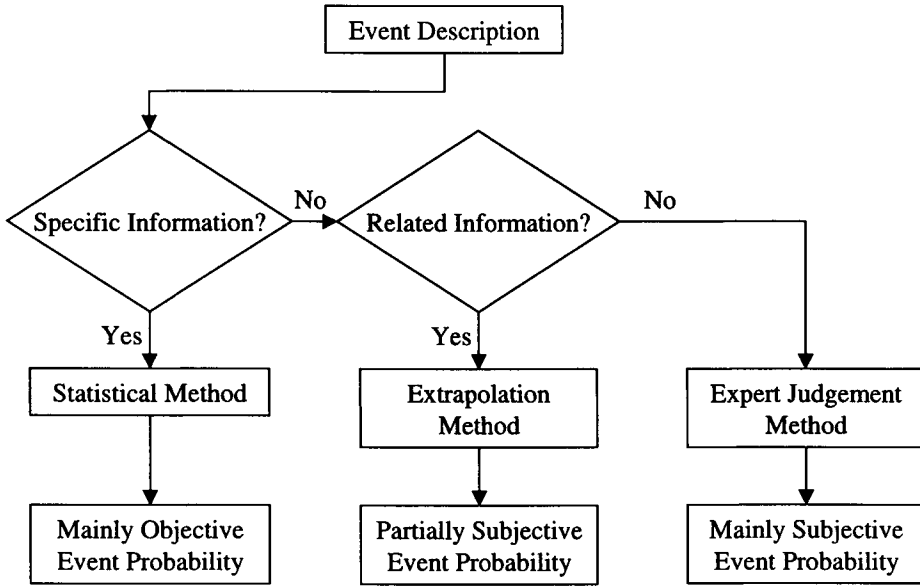 Event Description
Specific Information?
No
Related Information?
No
Yes
Yes
Statistical Method
Extrapolation
Method
Expert Judgement
Method
Mainly Objective
Event Probability
Partially Subjective
Event Probability
Mainly Subjective
Event Probability